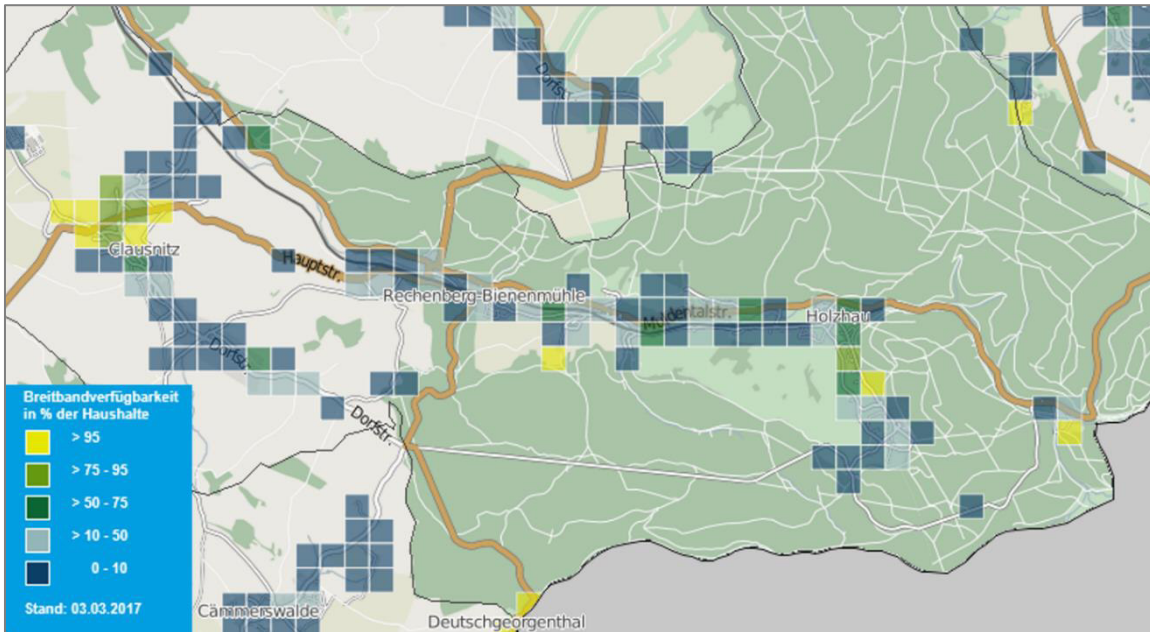 Dorfstr.
Clausnitz
Hauptstr.
Rechenberg-Bienenmühle
Muldentalstr.
Holzhau
Dorfstr.
Dorfstr.
Breitbandverfügbarkeit
in % der Haushalte
> 95
> 75 - 95
> 50 - 75
> 10 - 50
0 - 10
Stand: 03.03.2017
Cämmerswalde
Deutschgeorgenthal